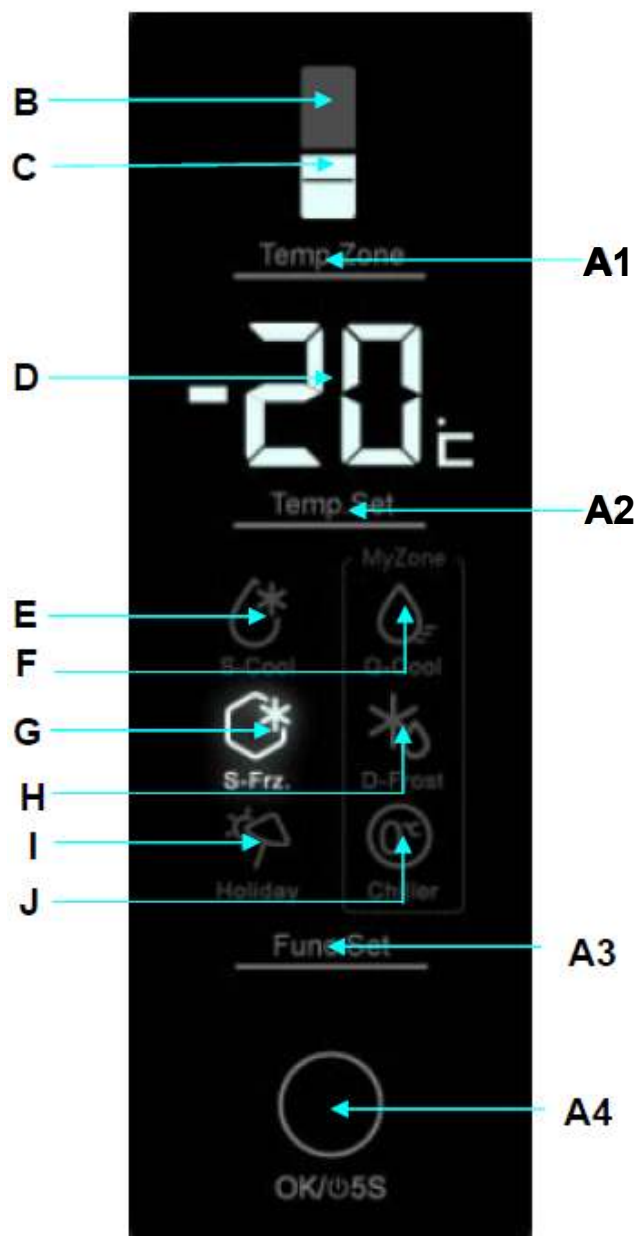 B
C
Temp Zone
A1
D
-20 °C
Temp Set
A2
MyZone
E
S-Cool
Q-Cool
F
G
S-Frz.
D-Frost
H
I
0°C
Holiday
Chiller
J
Func Set
A3
A4
OK/⏻5S